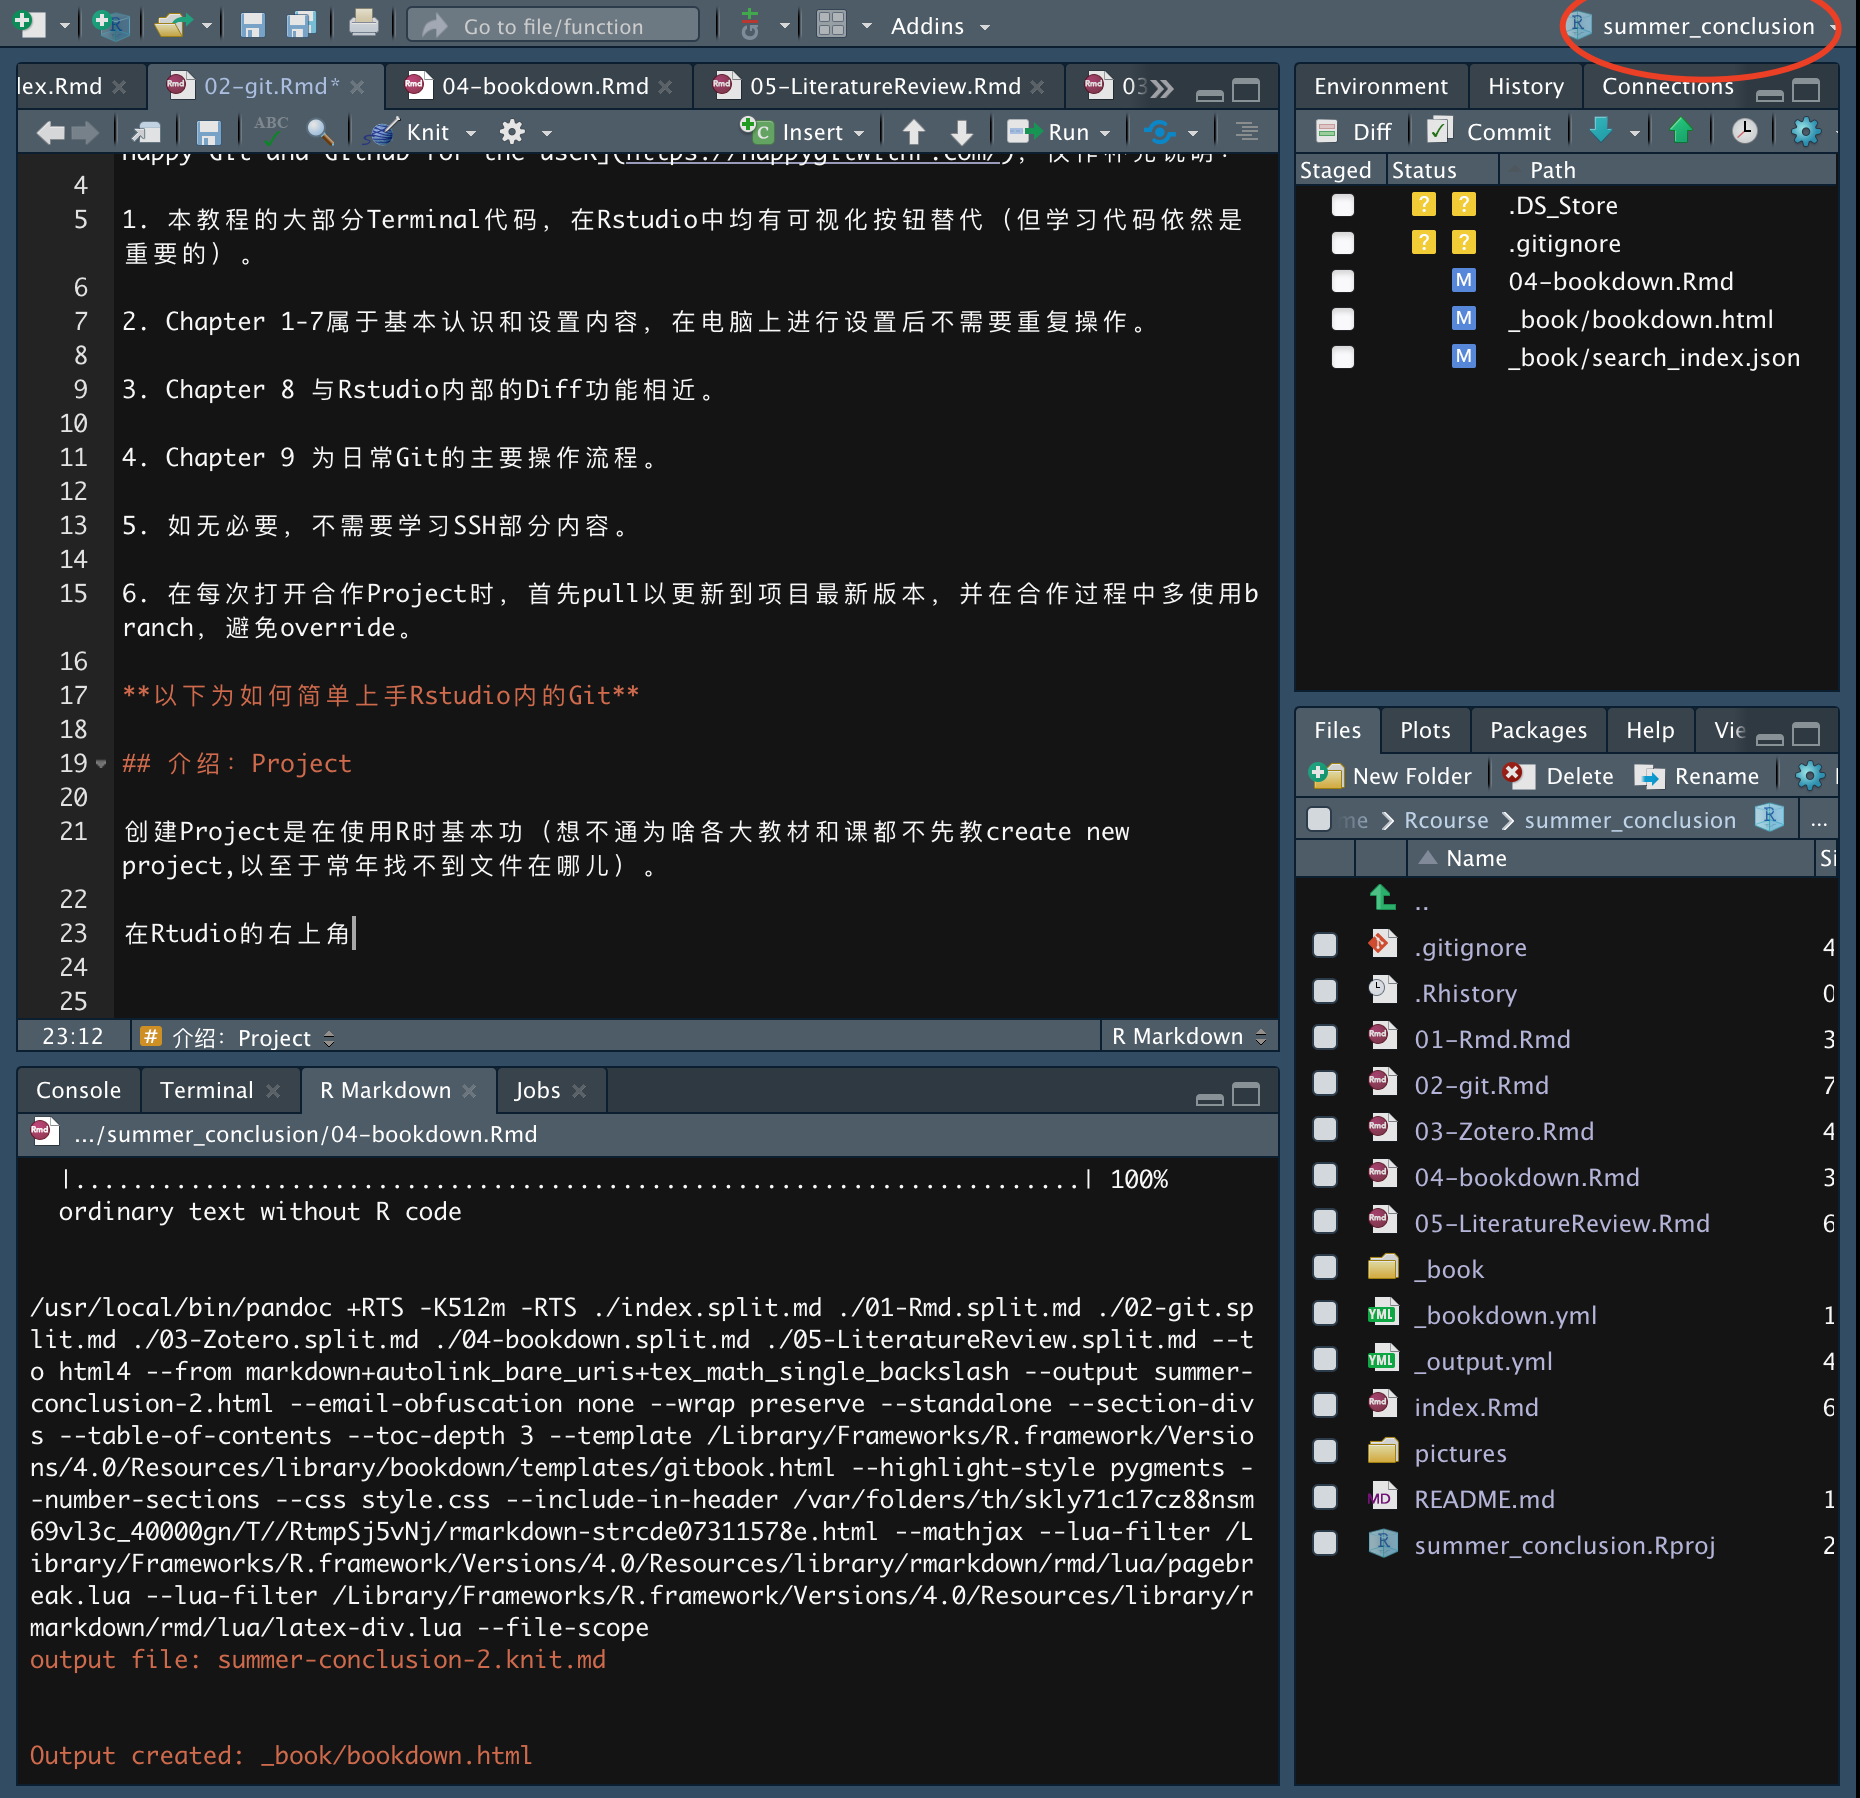 Go to file/function
Addins
summer_conclusion
dex.Rmd
02-git.Rmd*
04-bookdown.Rmd
05-LiteratureReview.Rmd
03
ABC
Knit
Insert
Run
4
5 1. 本教程的大部分Terminal代码，在Rstudio中均有可视化按钮替代（但学习代码依然是
重要的）。
6
7 2. Chapter 1-7属于基本认识和设置内容，在电脑上进行设置后不需要重复操作。
8
9 3. Chapter 8 与Rstudio内部的Diff功能相近。
10
11 4. Chapter 9 为日常Git的主要操作流程。
12
13 5. 如无必要，不需要学习SSH部分内容。
14
15 6. 在每次打开合作Project时，首先pull以更新到项目最新版本，并在合作过程中多使用b
ranch，避免override。
16
17 **以下为如何简单上手Rstudio内的Git**
18
19 ## 介绍：Project
20
21 创建Project是在使用R时基本功（想不通为啥各大教材和课都不先教create new
project,以至于常年找不到文件在哪儿）。
22
23 在Rtudio的右上角
24
25
23:12 # 介绍：Project R Markdown
Console Terminal R Markdown Jobs
.../summer_conclusion/04-bookdown.Rmd
|......................................................................| 100%
ordinary text without R code
/usr/local/bin/pandoc +RTS -K512m -RTS ./index.split.md ./01-Rmd.split.md ./02-git.sp
lit.md ./03-Zotero.split.md ./04-bookdown.split.md ./05-LiteratureReview.split.md --t
o html4 --from markdown+autolink_bare_uris+tex_math_single_backslash --output summer-
conclusion-2.html --email-obfuscation none --wrap preserve --standalone --section-div
s --table-of-contents --toc-depth 3 --template /Library/Frameworks/R.framework/Versio
ns/4.0/Resources/library/bookdown/templates/gitbook.html --highlight-style pygments -
-number-sections --css style.css --include-in-header /var/folders/th/skly71c17cz88nsm
69vl3c_40000gn/T//RtmpSj5vNj/rmarkdown-strcde07311578e.html --mathjax --lua-filter /L
ibrary/Frameworks/R.framework/Versions/4.0/Resources/library/rmarkdown/rmd/lua/pagebr
eak.lua --lua-filter /Library/Frameworks/R.framework/Versions/4.0/Resources/library/r
markdown/rmd/lua/latex-div.lua --file-scope
output file: summer-conclusion-2.knit.md
Output created: _book/bookdown.html
Environment History Connections
Diff Commit
Staged Status Path
? ? .DS_Store
? ? .gitignore
M 04-bookdown.Rmd
M _book/bookdown.html
M _book/search_index.json
Files Plots Packages Help Vie
New Folder Delete Rename
me Rcourse summer_conclusion ...
Name Si
..
.gitignore 4
.Rhistory 0
01-Rmd.Rmd 3
02-git.Rmd 7
03-Zotero.Rmd 4
04-bookdown.Rmd 3
05-LiteratureReview.Rmd 6
_book
_bookdown.yml 1
_output.yml 4
index.Rmd 6
pictures
README.md 1
summer_conclusion.Rproj 2